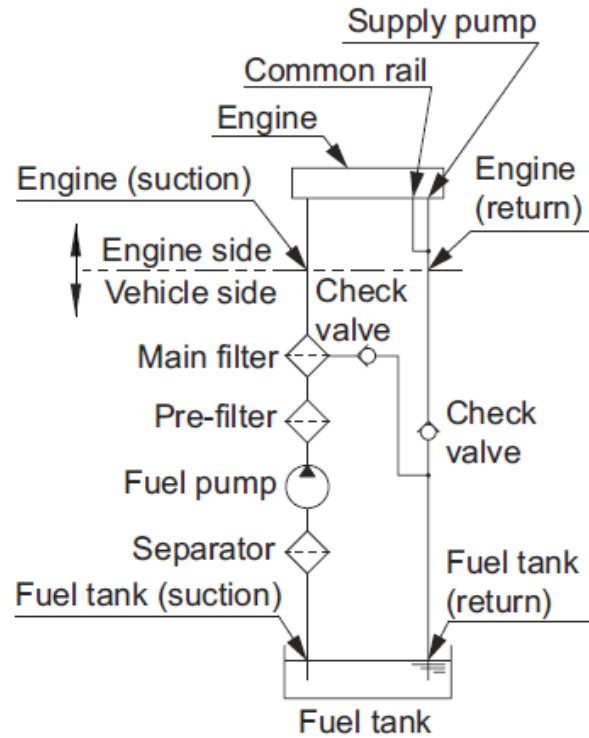 Supply pump
Common rail
Engine
Engine (suction)
Engine
(return)
Engine side
Vehicle side
Check
valve
Main filter
Pre-filter
Check
valve
Fuel pump
Separator
Fuel tank (suction)
Fuel tank
(return)
Fuel tank